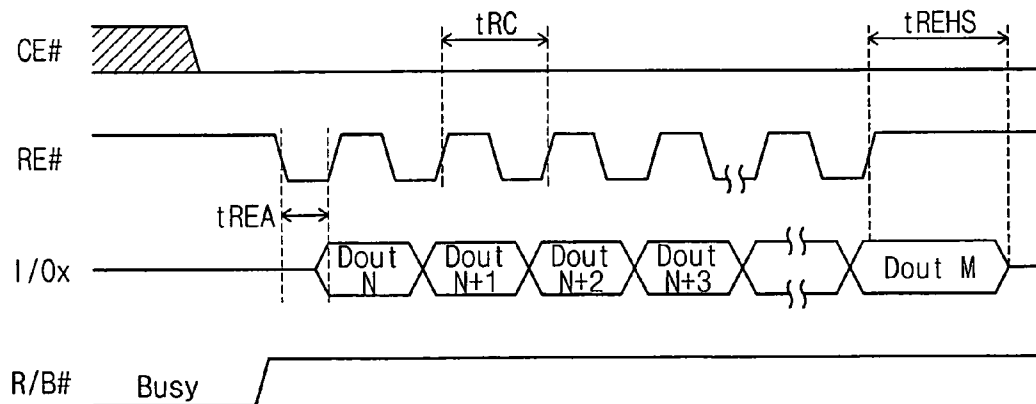 CE#
tRC
tREHS
RE#
tREA
I/Ox
Dout
N
Dout
N+1
Dout
N+2
Dout
N+3
Dout M
R/B#
Busy